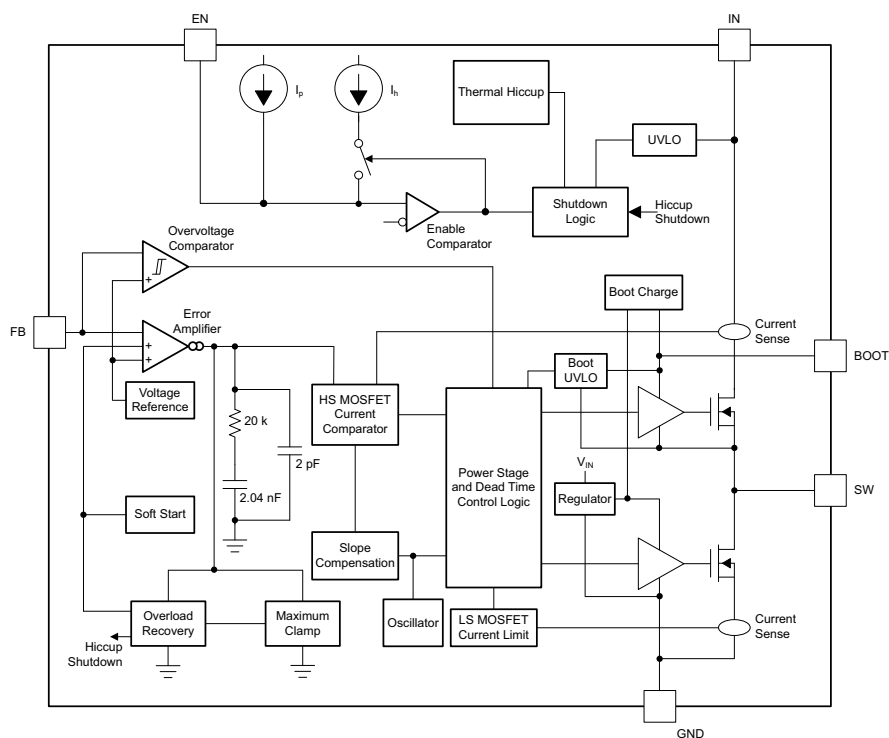 EN
IN
Ip
Ih
Thermal Hiccup
UVLO
Shutdown
Logic
Hiccup
Shutdown
Enable
Comparator
Overvoltage
Comparator
+
Boot Charge
FB
Error
Amplifier
+
+
Current
Sense
BOOT
Boot
UVLO
Voltage
Reference
20 k
HS MOSFET
Current
Comparator
2 pF
2.04 nF
Power Stage
and Dead Time
Control Logic
VIN
Regulator
SW
Soft Start
Slope
Compensation
Oscillator
Overload
Recovery
Maximum
Clamp
LS MOSFET
Current Limit
Current
Sense
Hiccup
Shutdown
GND